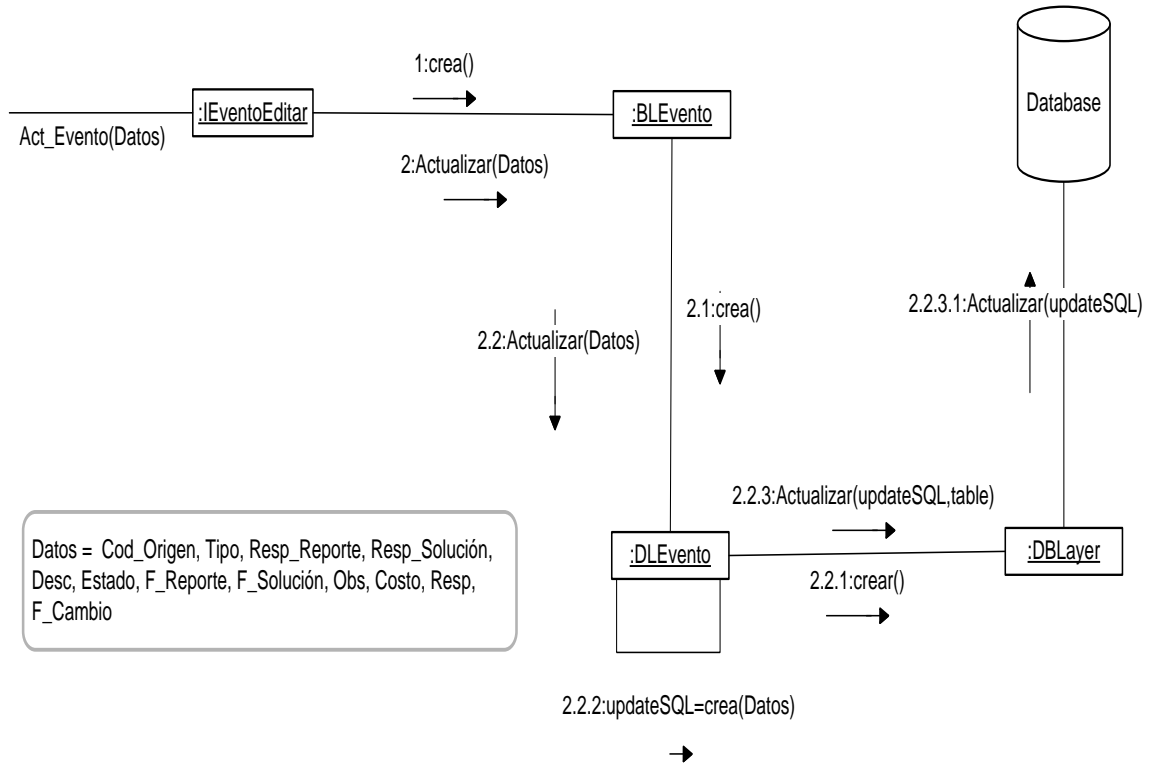 1:crea()
:IEventoEditar
:BLEvento
Database
Act_Evento(Datos)
2:Actualizar(Datos)
2.1:crea()
2.2.3.1:Actualizar(updateSQL)
2.2:Actualizar(Datos)
2.2.3:Actualizar(updateSQL,table)
:DLEvento
:DBLayer
2.2.1:crear()
Datos = Cod_Origen, Tipo, Resp_Reporte, Resp_Solución,
Desc, Estado, F_Reporte, F_Solución, Obs, Costo, Resp,
F_Cambio
2.2.2:updateSQL=crea(Datos)